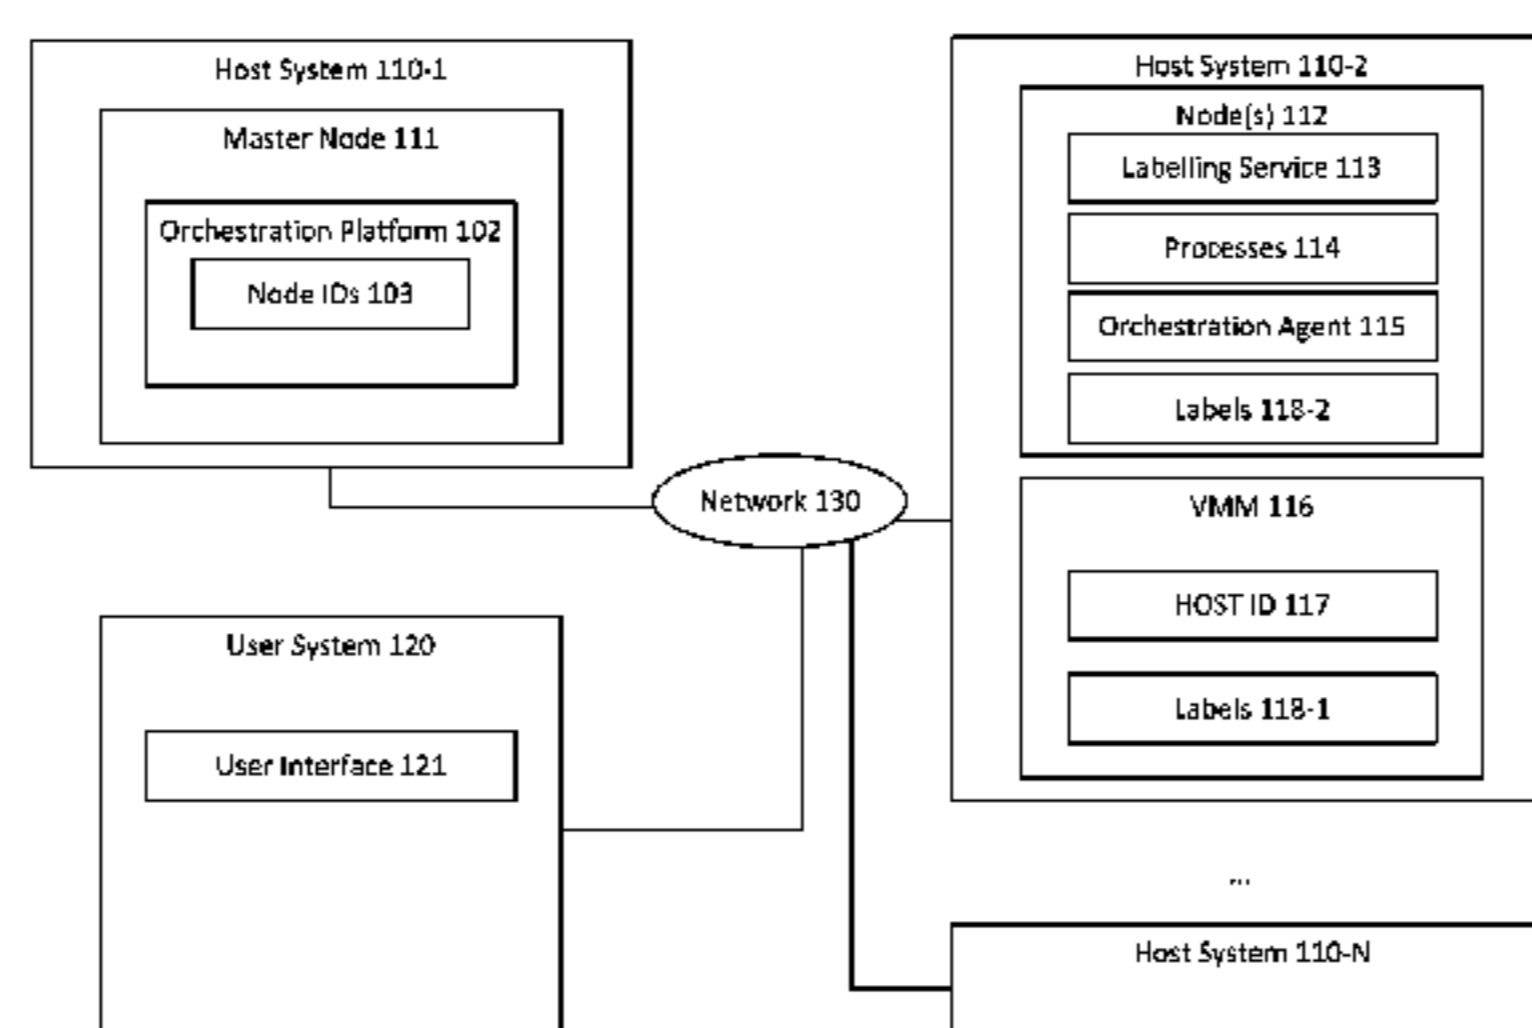 Host System 110-1
Master Node 111
Orchestration Platform 102
Node IDs 103
Host System 110-2
Node(s) 112
Labelling Service 113
Processes 114
Orchestration Agent 115
Labels 118-2
Network 130
VMM 116
HOST ID 117
Labels 118-1
User System 120
User Interface 121
...
Host System 110-N